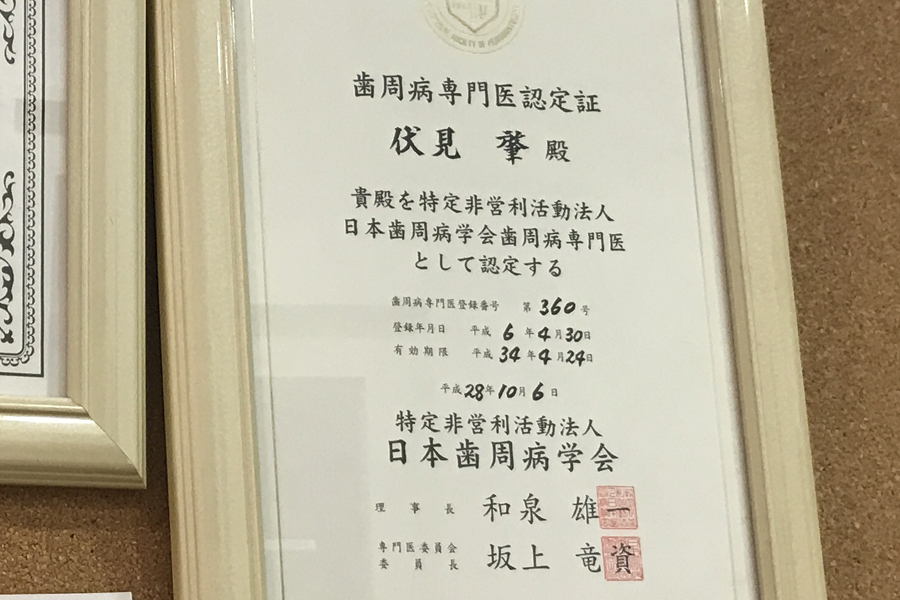 SOCIETY OF PERIODONTOLOGY
歯周病専門医認定証
伏見 肇 殿
貴殿を特定非営利活動法人
日本歯周病学会歯周病専門医
として認定する
歯周病専門医登録番号 第 360 号
登録年月日 平成 6 年 4 月 30 日
有効期限 平成 34 年 4 月 24 日
平成 28 年 10 月 6 日
特定非営利活動法人
日本歯周病学会
理事長 和泉 雄一
専門医委員会
委員長 坂上 竜資